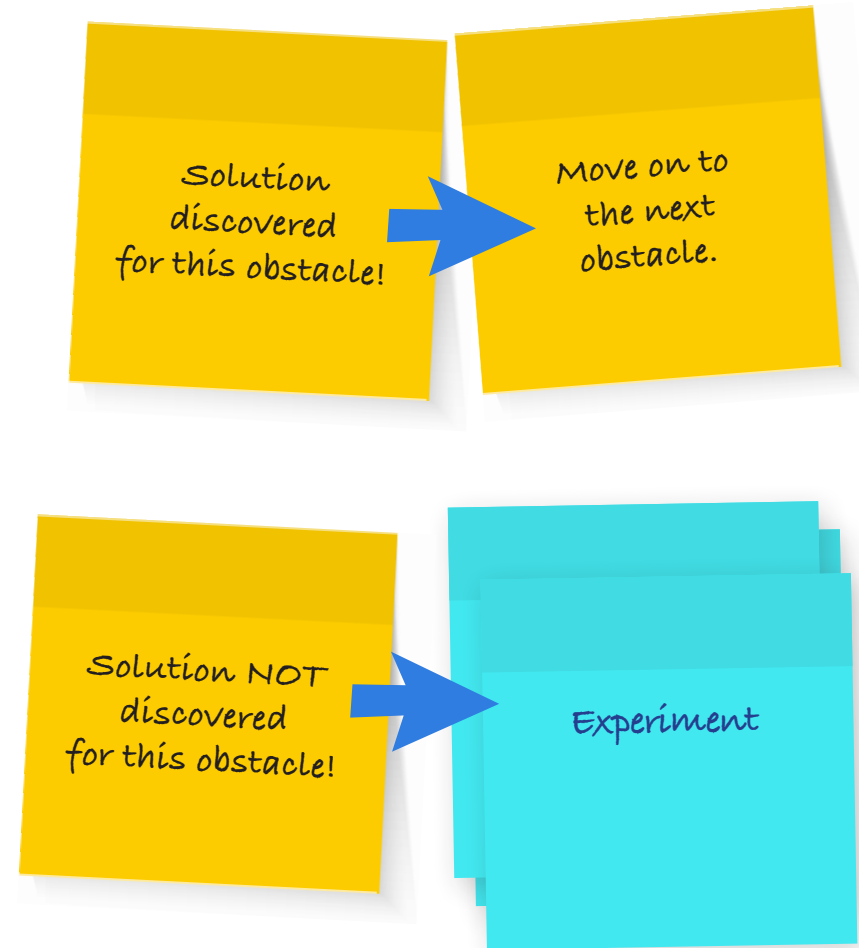 Solution
discovered
for this obstacle!
Move on to
the next
obstacle.
Solution NOT
discovered
for this obstacle!
Experiment